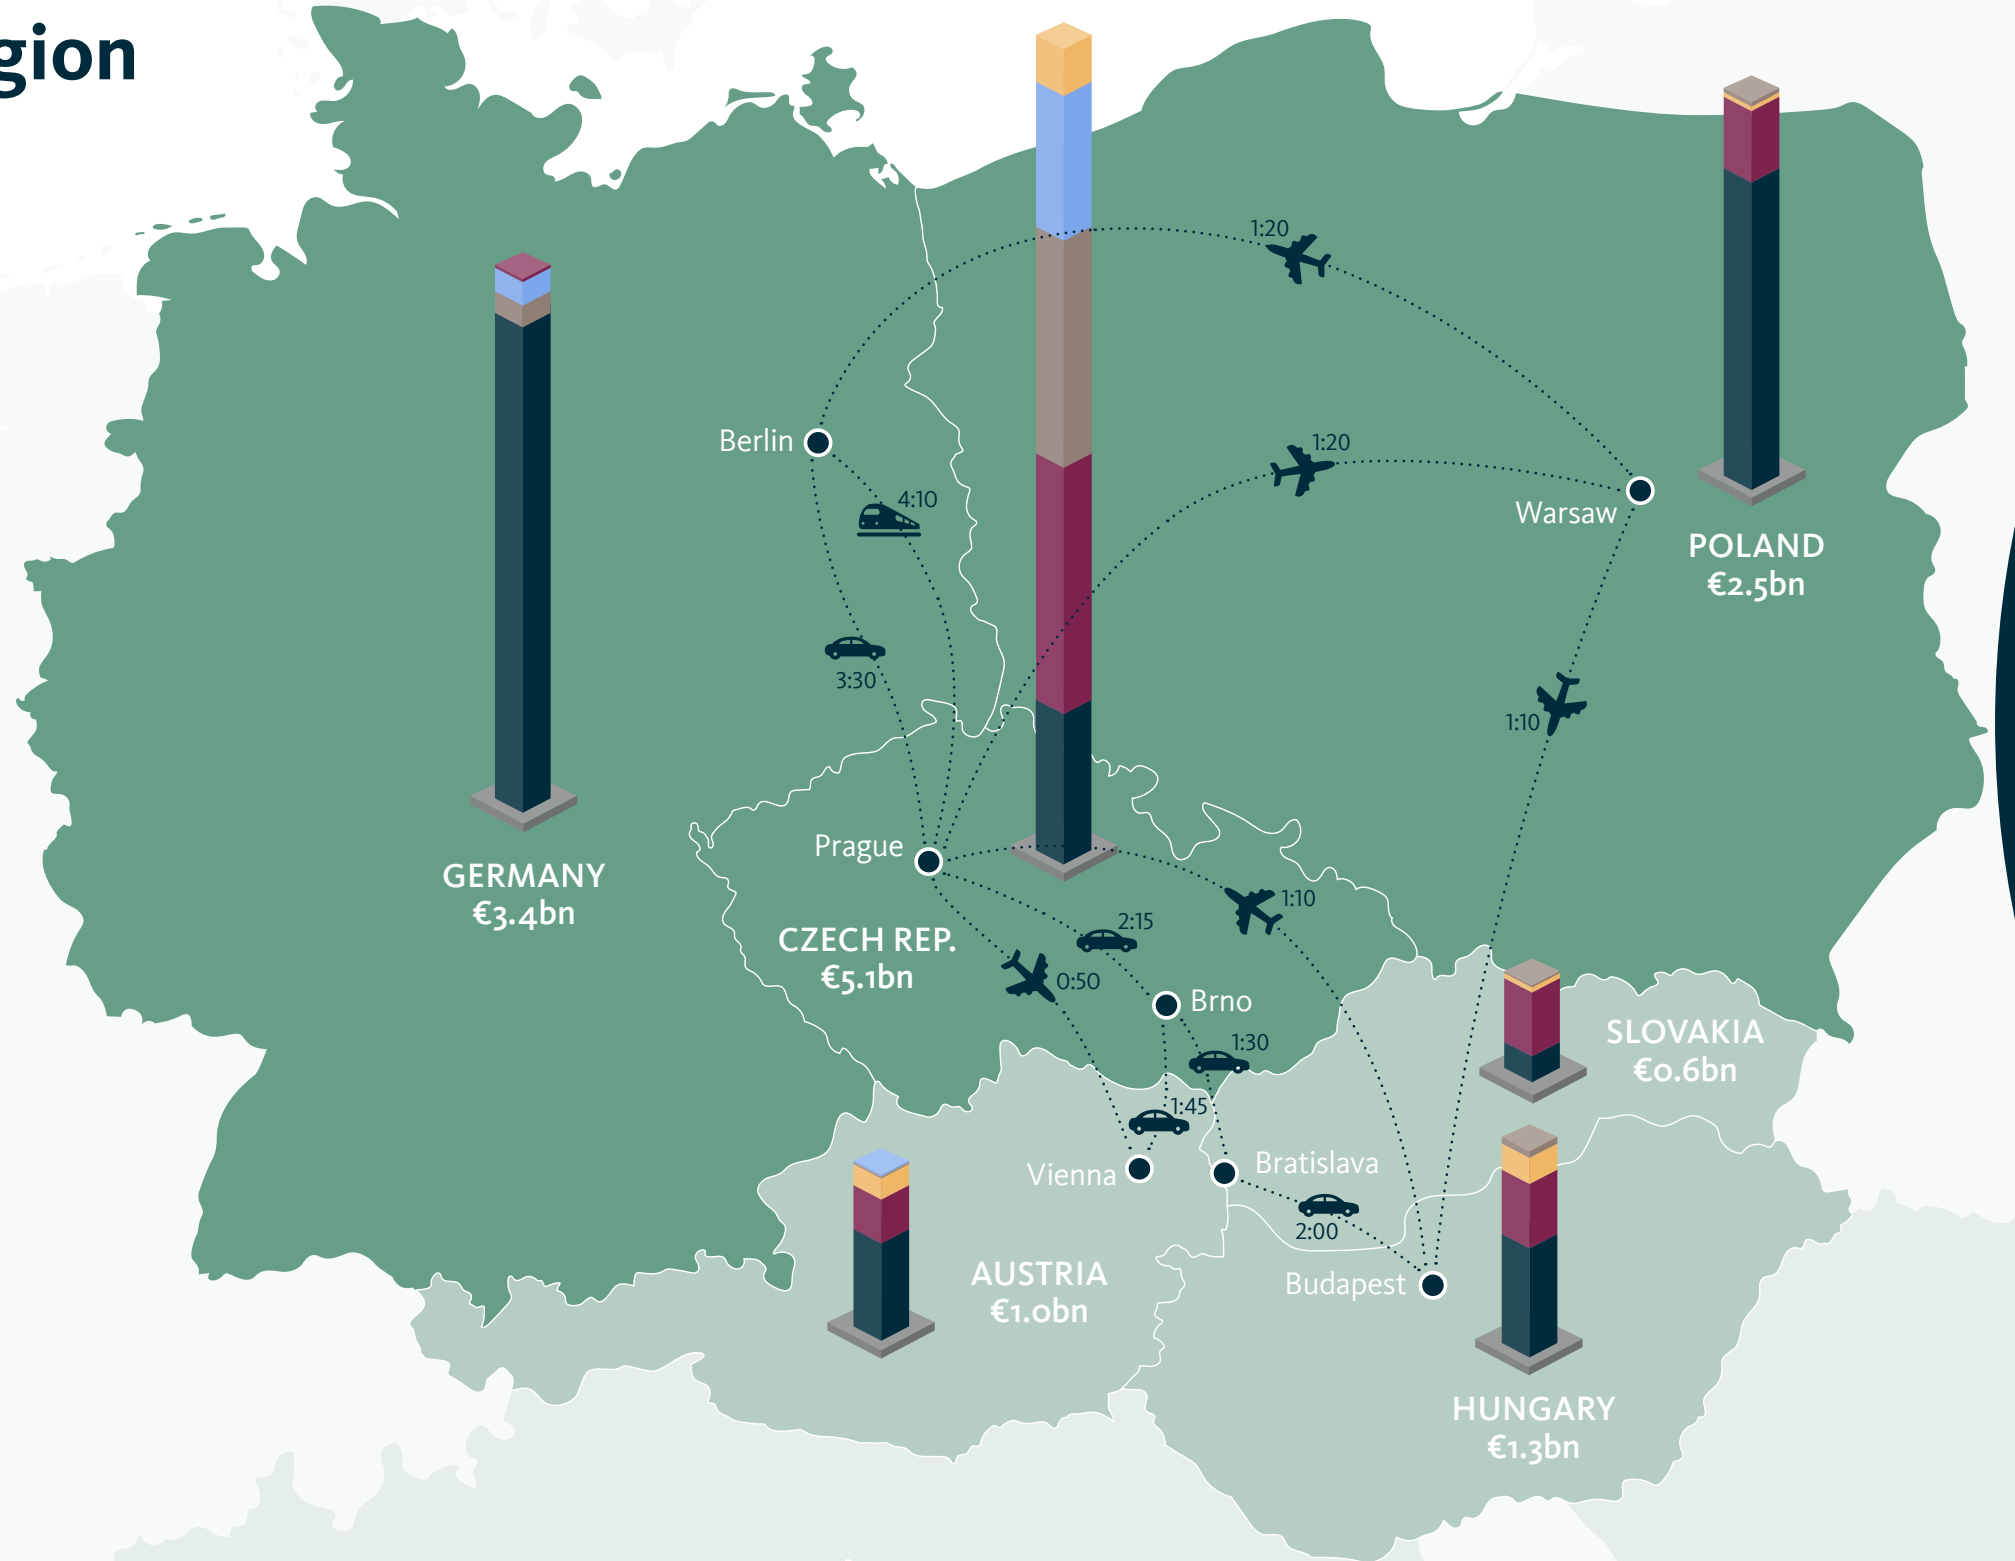 gion
1:20
1:20
Berlin
4:10
Warsaw
POLAND
€2.5bn
3:30
1:10
Prague
GERMANY
€3.4bn
1:10
2:15
CZECH REP.
€5.1bn
0:50
Brno
1:30
SLOVAKIA
€0.6bn
1:45
Vienna
Bratislava
2:00
AUSTRIA
€1.0bn
Budapest
HUNGARY
€1.3bn